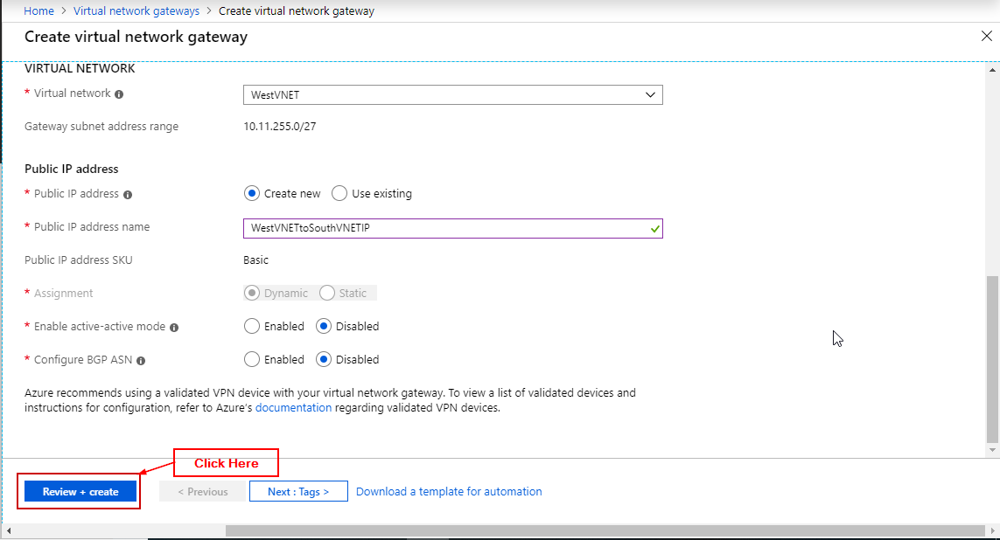 Home > Virtual network gateways > Create virtual network gateway
Create virtual network gateway
VIRTUAL NETWORK
* Virtual network
WestVNET
Gateway subnet address range
10.11.255.0/27
Public IP address
* Public IP address
Create new
Use existing
* Public IP address name
WestVNETtoSouthVNETIP
Public IP address SKU
Basic
* Assignment
Dynamic
Static
* Enable active-active mode
Enabled
Disabled
* Configure BGP ASN
Enabled
Disabled
Azure recommends using a validated VPN device with your virtual network gateway. To view a list of validated devices and
instructions for configuration, refer to Azure's documentation regarding validated VPN devices.
Click Here
Review + create
< Previous
Next : Tags >
Download a template for automation